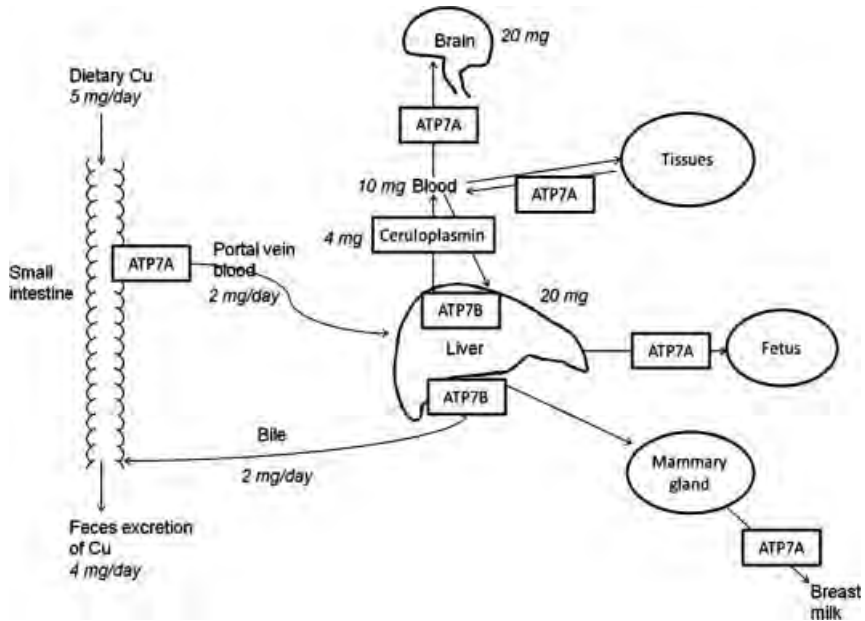 Brain
20 mg
Dietary Cu
5 mg/day
ATP7A
10 mg Blood
Tissues
ATP7A
4 mg
Ceruloplasmin
Small
intestine
ATP7A
Portal vein
blood
2 mg/day
20 mg
ATP7B
Liver
ATP7A
Fetus
ATP7B
Bile
2 mg/day
Mammary
gland
Feces excretion
of Cu
4 mg/day
ATP7A
Breast
milk